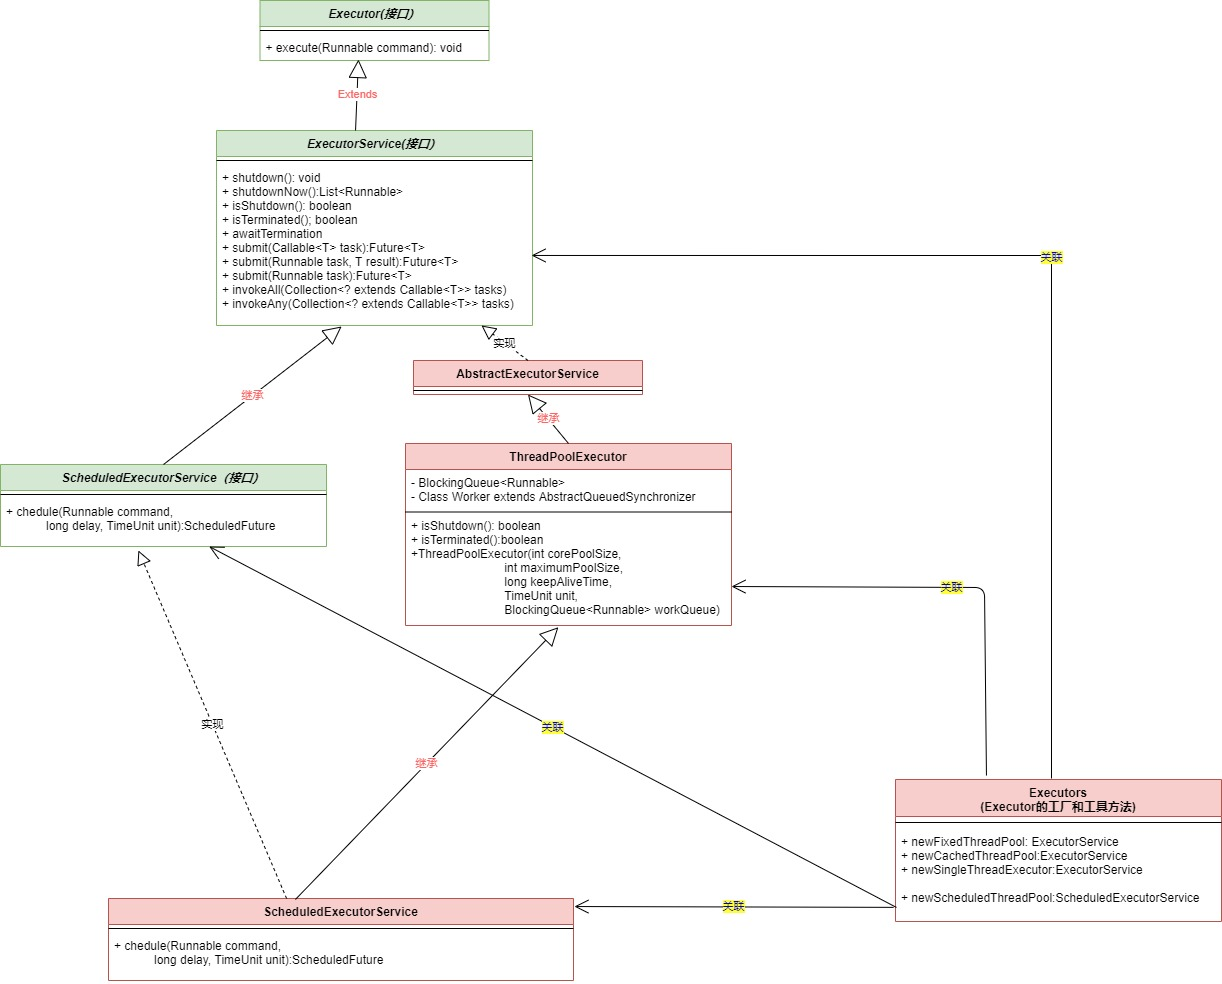 Executor(接口)
+ execute(Runnable command): void
Extends
ExecutorService(接口)
+ shutdown(): void
+ shutdownNow():List<Runnable>
+ isShutdown(): boolean
+ isTerminated(); boolean
+ awaitTermination
+ submit(Callable<T> task):Future<T>
+ submit(Runnable task, T result):Future<T>
+ submit(Runnable task):Future<T>
+ invokeAll(Collection<? extends Callable<T>> tasks)
+ invokeAny(Collection<? extends Callable<T>> tasks)
关联
实现
AbstractExecutorService
继承
继承
ThreadPoolExecutor
- BlockingQueue<Runnable>
- Class Worker extends AbstractQueuedSynchronizer
+ isShutdown(): boolean
+ isTerminated():boolean
+ThreadPoolExecutor(int corePoolSize,
int maximumPoolSize,
long keepAliveTime,
TimeUnit unit,
BlockingQueue<Runnable> workQueue)
ScheduledExecutorService（接口）
+ chedule(Runnable command,
long delay, TimeUnit unit):ScheduledFuture
关联
实现
关联
继承
Executors
(Executor的工厂和工具方法)
+ newFixedThreadPool: ExecutorService
+ newCachedThreadPool:ExecutorService
+ newSingleThreadExecutor:ExecutorService
+ newScheduledThreadPool:ScheduledExecutorService
关联
ScheduledExecutorService
+ chedule(Runnable command,
long delay, TimeUnit unit):ScheduledFuture